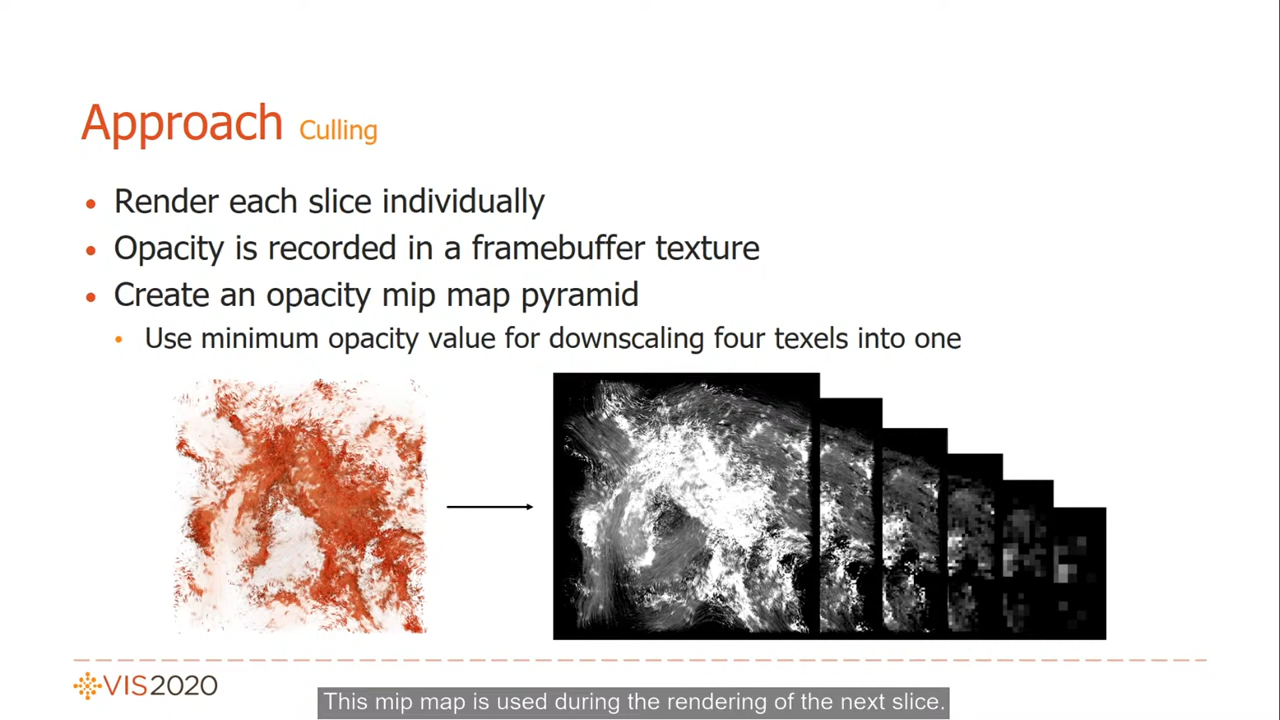 Approach Culling
Render each slice individually
Opacity is recorded in a framebuffer texture
Create an opacity mip map pyramid
Use minimum opacity value for downscaling four texels into one
VIS2020
This mip map is used during the rendering of the next slice.